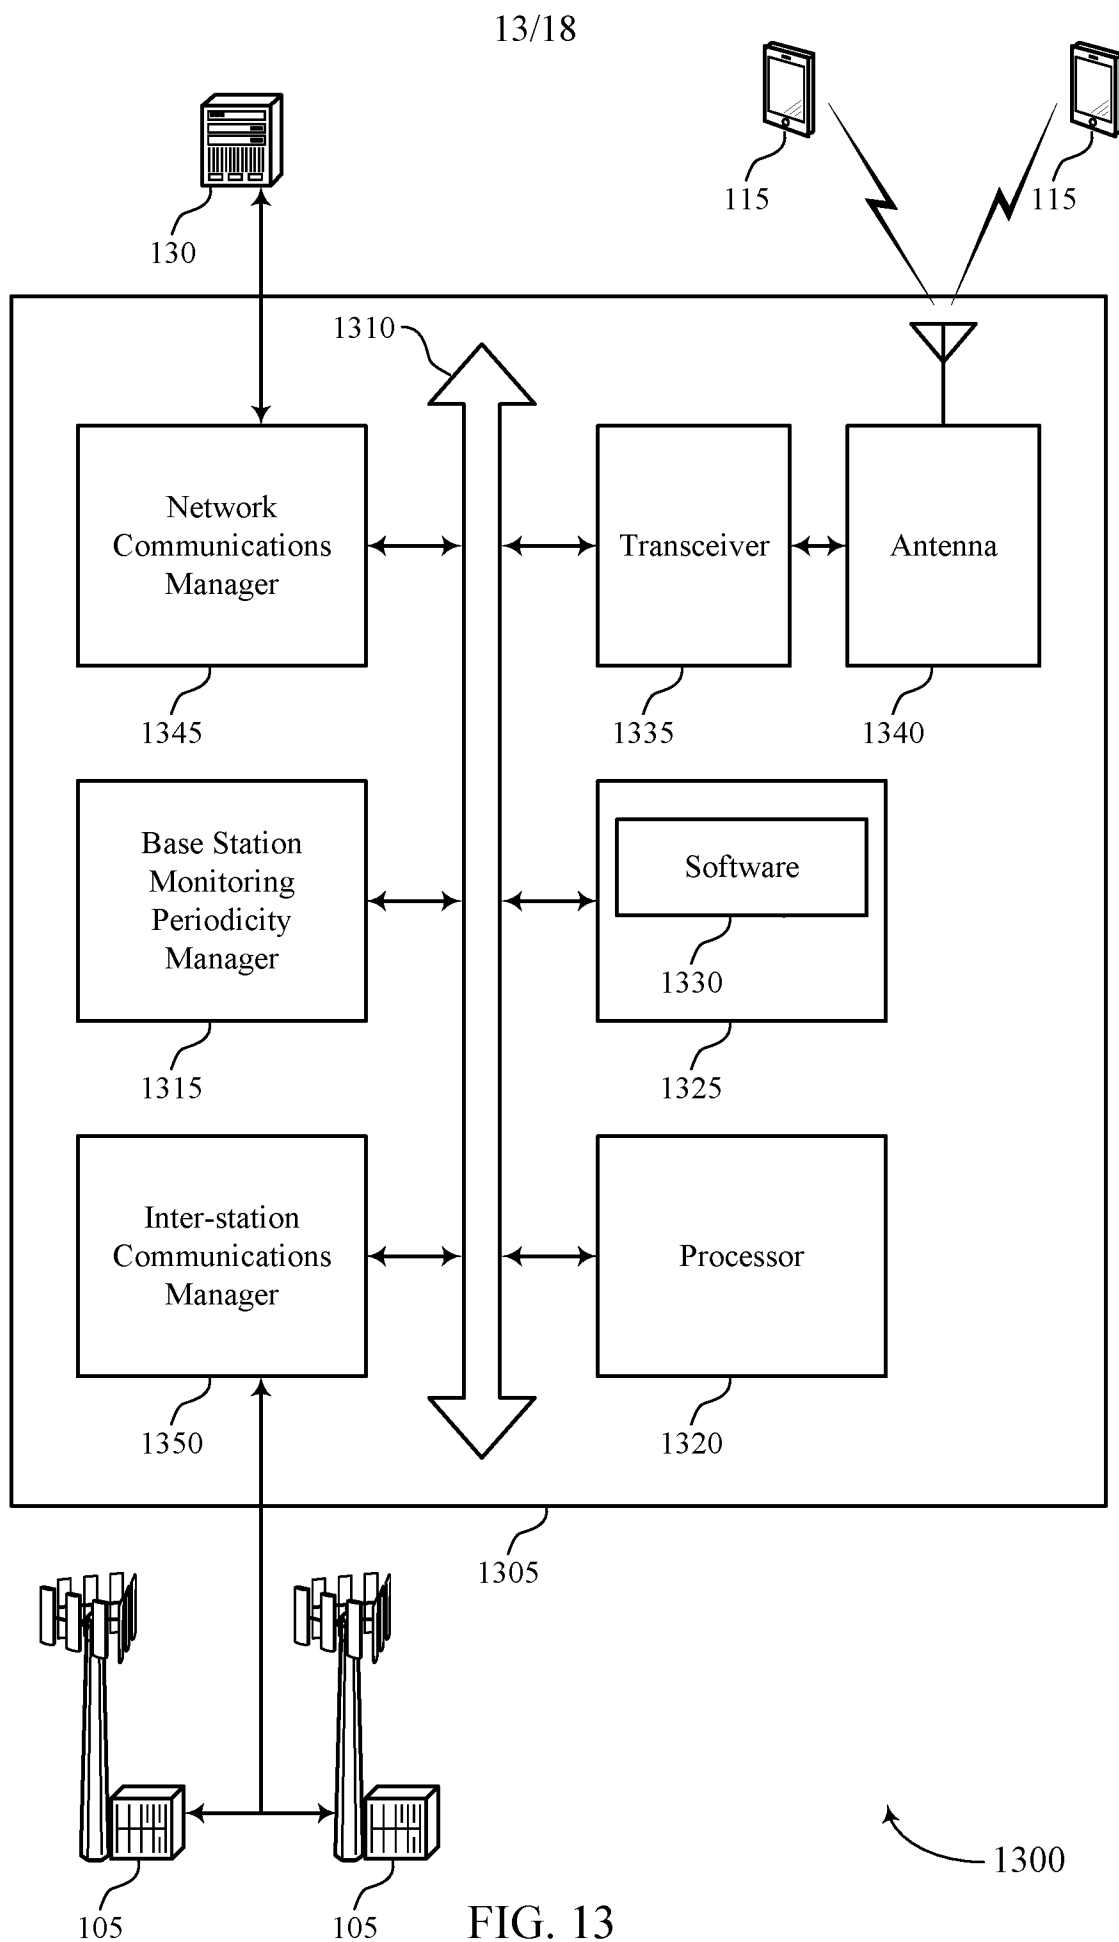 13/18
130
115
115
1310
Network
Communications
Manager
Transceiver
Antenna
1345
1335
1340
Base Station
Monitoring
Periodicity
Manager
Software
1330
1315
1325
Inter-station
Communications
Manager
Processor
1350
1320
1305
1300
105
105
FIG. 13